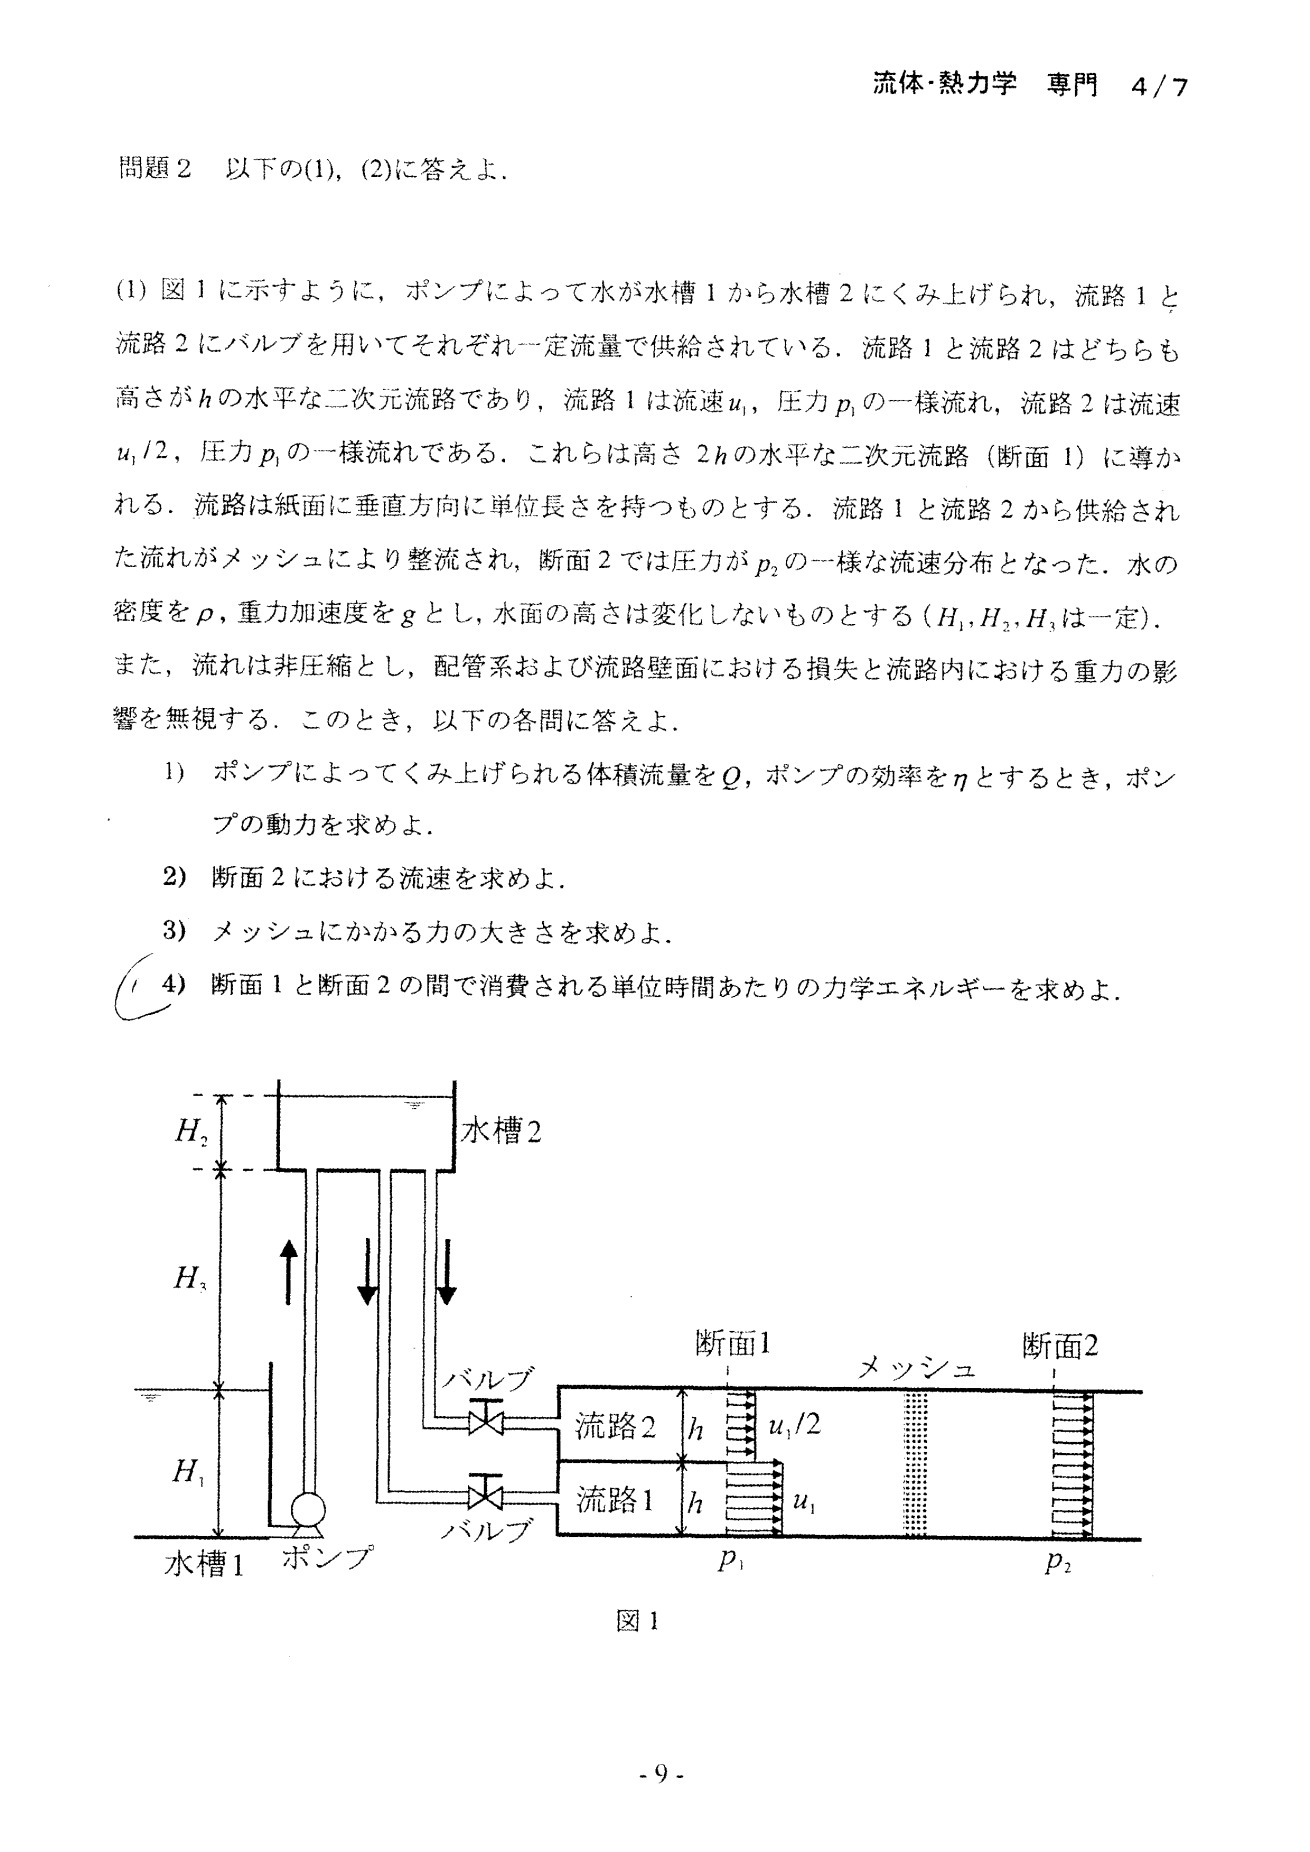 流体・熱力学　専門　4/7
問題2　以下の(1), (2)に答えよ.
(1) 図1に示すように，ポンプによって水が水槽1から水槽2にくみ上げられ，流路1と
流路2にバルブを用いてそれぞれ一定流量で供給されている．流路1と流路2はどちらも
高さがhの水平な二次元流路であり，流路1は流速u₁，圧力p₁の一様流れ，流路2は流速
u₁/2，圧力p₁の一様流れである．これらは高さ2hの水平な二次元流路（断面1）に導か
れる．流路は紙面に垂直方向に単位長さを持つものとする．流路1と流路2から供給され
た流れがメッシュにより整流され，断面2では圧力がp₂の一様な流速分布となった．水の
密度をρ，重力加速度をgとし，水面の高さは変化しないものとする（H₁, H₂, H₃は一定）．
また，流れは非圧縮とし，配管系および流路壁面における損失と流路内における重力の影
響を無視する．このとき，以下の各問に答えよ．
1)　ポンプによってくみ上げられる体積流量をQ，ポンプの効率をηとするとき，ポン
プの動力を求めよ．
2)　断面2における流速を求めよ．
3)　メッシュにかかる力の大きさを求めよ．
4)　断面1と断面2の間で消費される単位時間あたりの力学エネルギーを求めよ．
H₂
水槽2
H₃
断面1
断面2
メッシュ
バルブ
流路2
h
u₁/2
H₁
流路1
h
u₁
バルブ
水槽1
ポンプ
p₁
p₂
図1
- 9 -